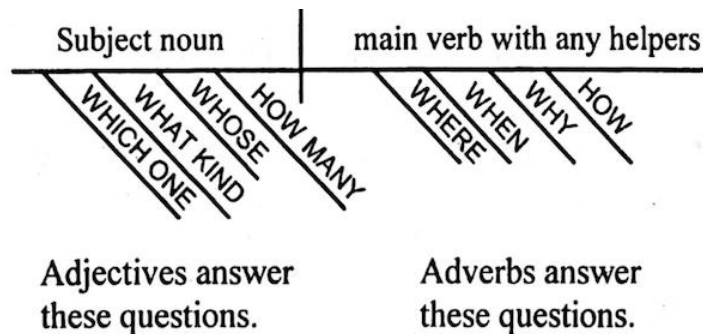 Subject noun
main verb with any helpers
WHICH ONE
WHAT KIND
WHOSE
HOW MANY
WHERE
WHEN
WHY
HOW
Adjectives answer
these questions.
Adverbs answer
these questions.